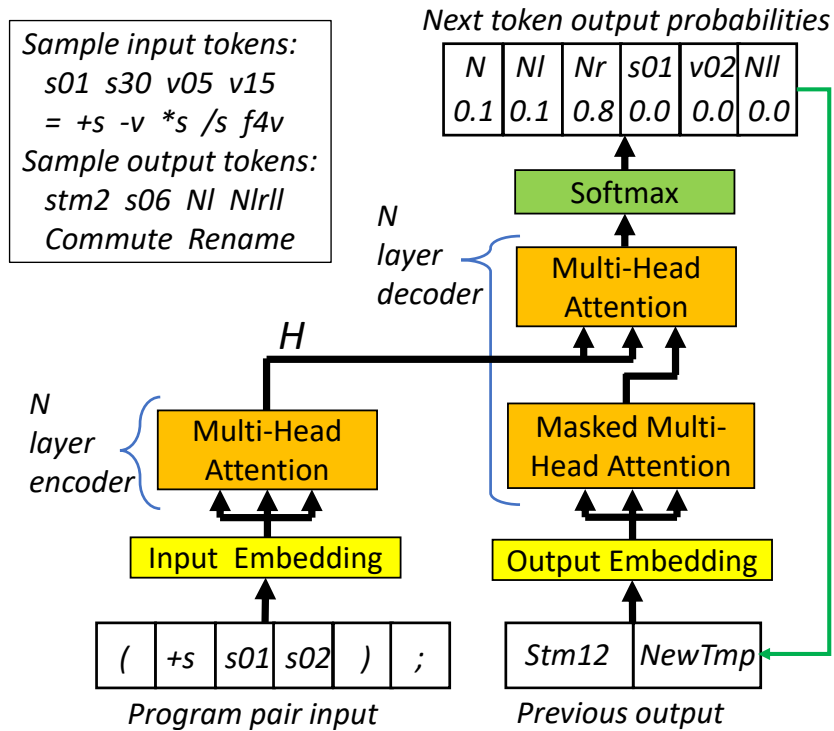 Next token output probabilities
Sample input tokens:
s01 s30 v05 v15
= +s -v *s /s f4v
Sample output tokens:
stm2 s06 Nl Nlrll
Commute Rename
N Nl Nr s01 v02 Nll
0.1 0.1 0.8 0.0 0.0 0.0
Softmax
N
layer
decoder
Multi-Head
Attention
H
N
layer
encoder
Multi-Head
Attention
Masked Multi-
Head Attention
Input Embedding
Output Embedding
( +s s01 s02 ) ;
Stm12 NewTmp
Program pair input
Previous output